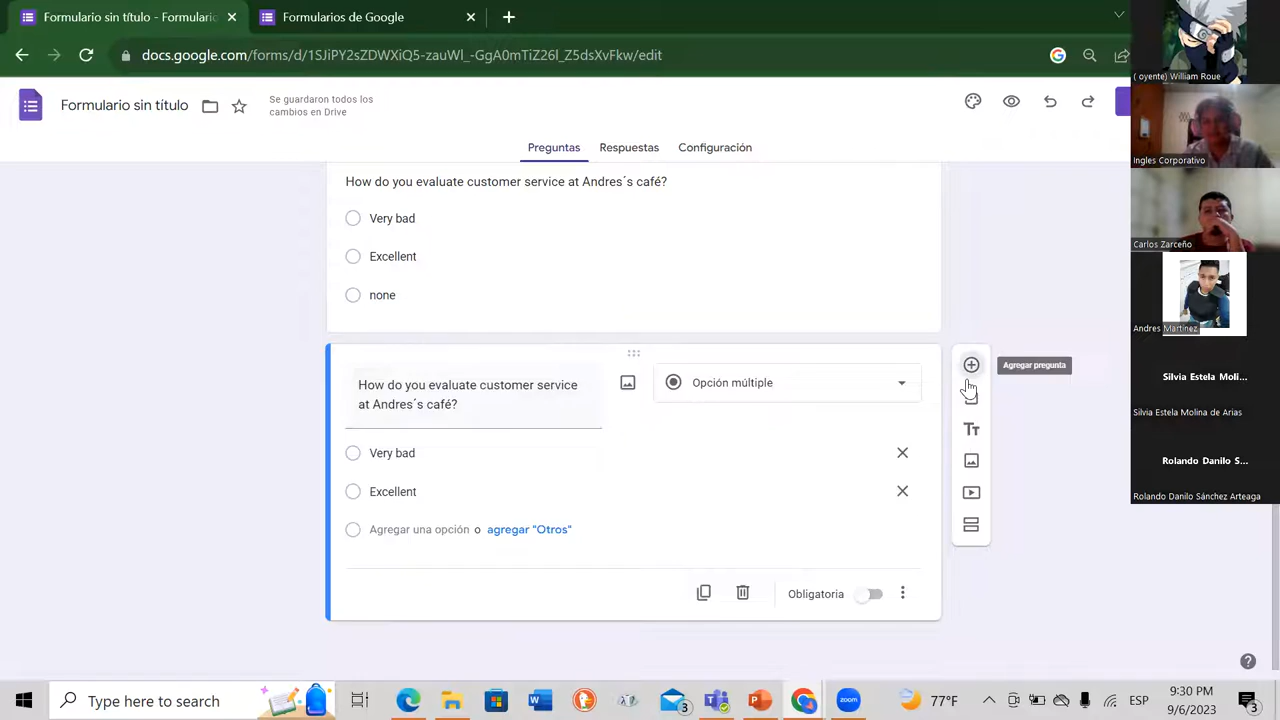 Formulario sin título - Formulario
Formularios de Google
docs.google.com/forms/d/1SJiPY2sZDWXiQ5-zauWl_-GgA0mTiZ26l_Z5dsXvFkw/edit
Formulario sin título
Se guardaron todos los
cambios en Drive
Preguntas
Respuestas
Configuración
How do you evaluate customer service at Andres´s café?
Very bad
Excellent
none
How do you evaluate customer service
at Andres´s café?
Opción múltiple
Very bad
Excellent
Agregar una opción o agregar "Otros"
Obligatoria
Agregar pregunta
Tt
( oyente) William Roue
Ingles Corporativo
Carlos Zarceño
Andres Martínez
Silvia Estela Moli...
Silvia Estela Molina de Arias
Rolando Danilo S...
Rolando Danilo Sánchez Arteaga
Type here to search
3
zoom
77°F
ESP
9:30 PM
9/6/2023
3